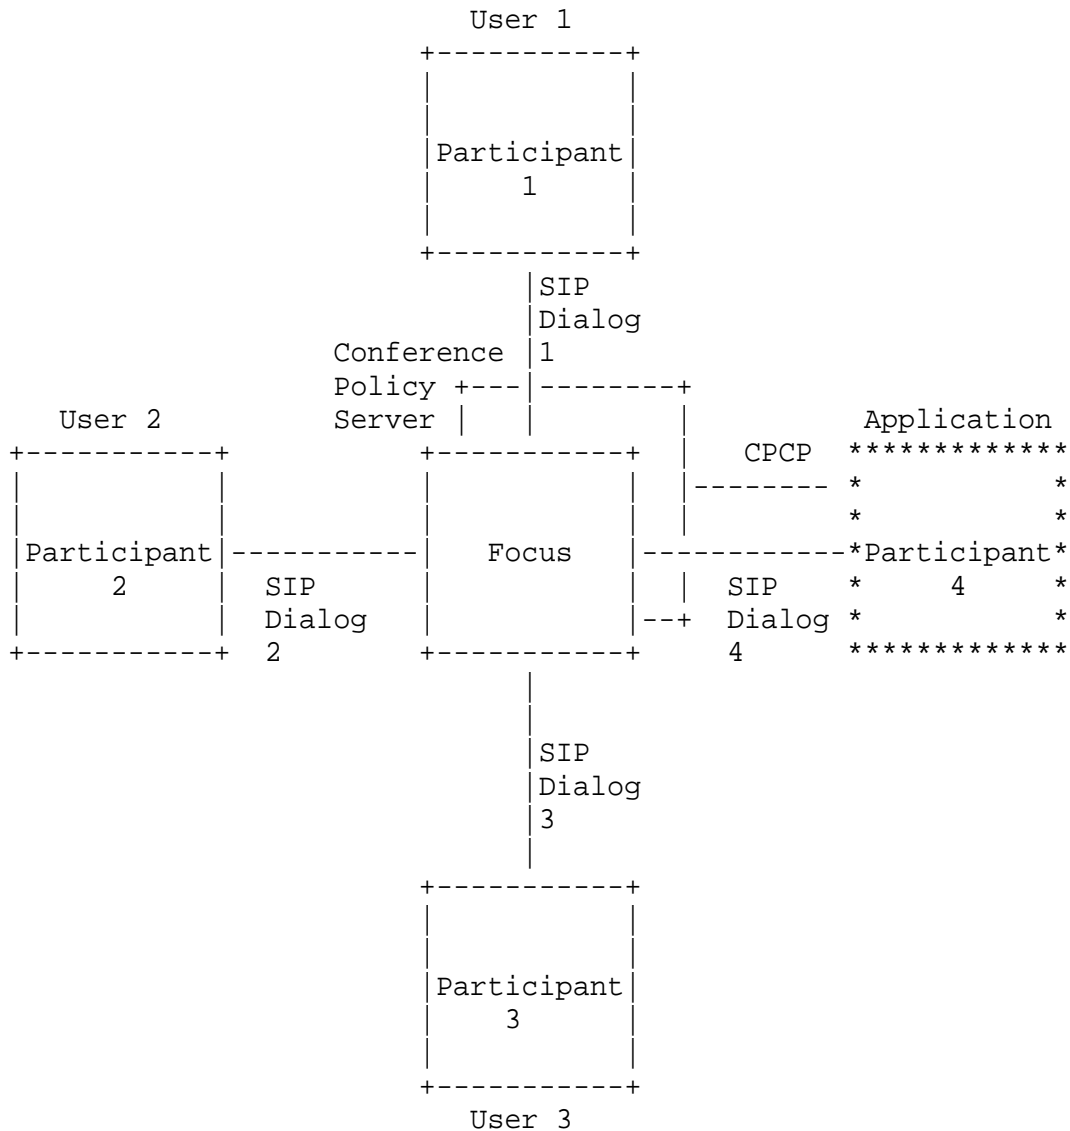 User 1
Participant
1
SIP
Dialog
Conference 1
Policy
User 2 Server Application
CPCP
Participant Focus Participant
2 SIP SIP 4
Dialog Dialog
2 4
SIP
Dialog
3
Participant
3
User 3